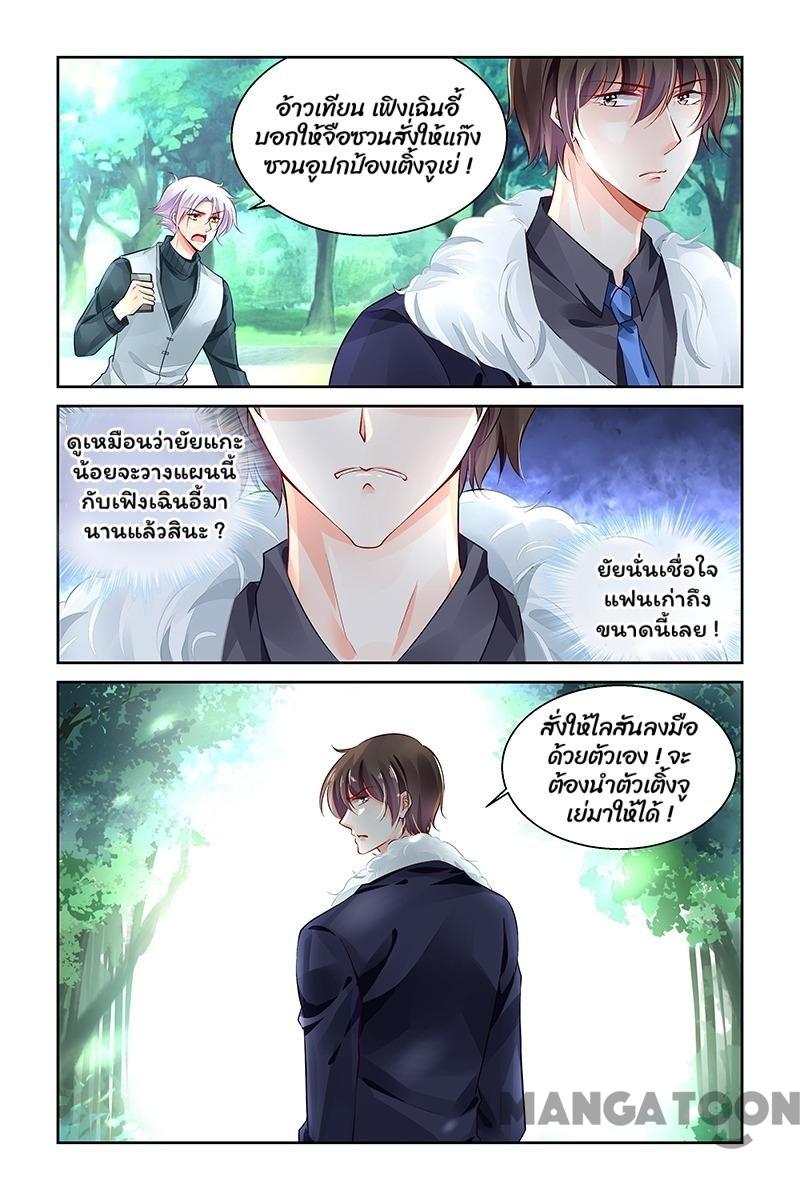 อ้าวเทียน เฟิงเฉินอี้
บอกให้จือซวนสั่งให้แก๊ง
ซวนอูปกป้องเติ้งจูเย่ !
ดูเหมือนว่ายัยแกะ
น้อยจะวางแผนนี้
กับเฟิงเฉินอี้มา
นานแล้วสินะ ?
ยัยนั่นเชื่อใจ
แฟนเก่าถึง
ขนาดนี้เลย !
สั่งให้ไลสันลงมือ
ด้วยตัวเอง ! จะ
ต้องนำตัวเติ้งจู
เย่มาให้ได้ !
MANGATOON